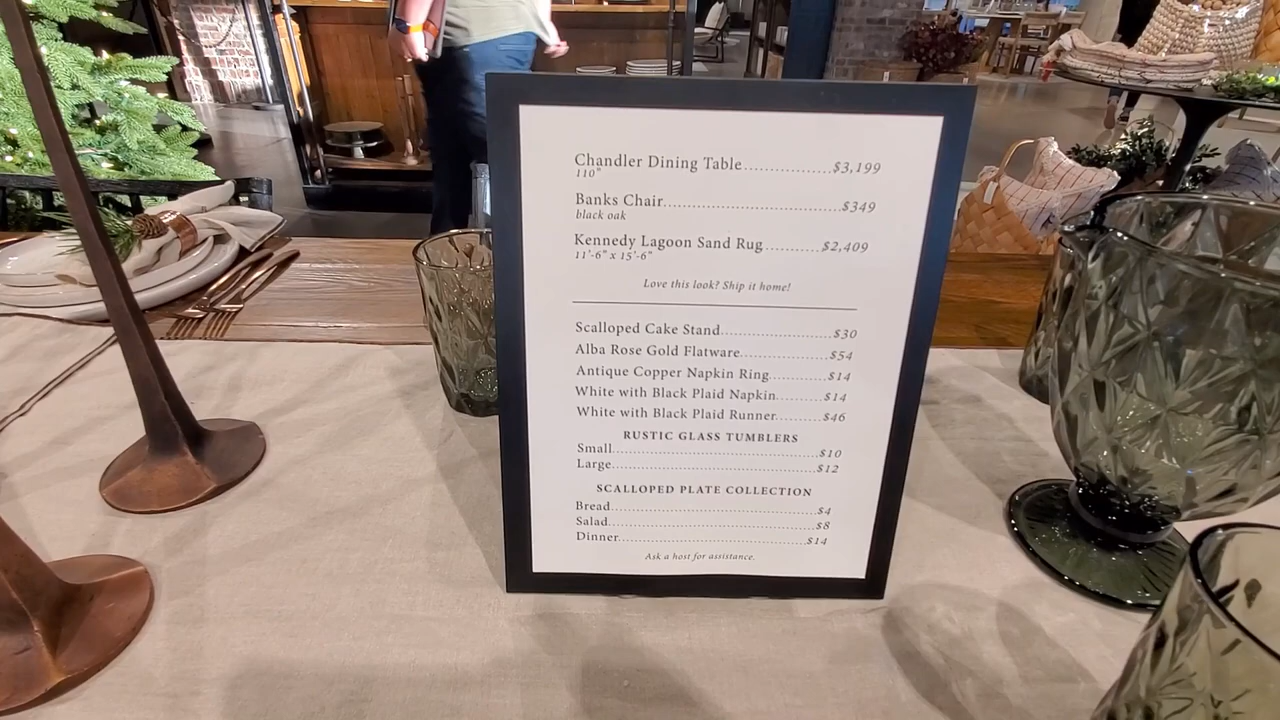 Chandler Dining Table.................$3,199
110"
Banks Chair...................................$349
black oak
Kennedy Lagoon Sand Rug...........$2,409
11'-6" x 15'-6"
Love this look? Ship it home!
Scalloped Cake Stand......................$30
Alba Rose Gold Flatware..................$54
Antique Copper Napkin Ring...........$14
White with Black Plaid Napkin.........$14
White with Black Plaid Runner.........$46
RUSTIC GLASS TUMBLERS
Small..............................................$10
Large..............................................$12
SCALLOPED PLATE COLLECTION
Bread..............................................$4
Salad..............................................$8
Dinner............................................$14
Ask a host for assistance.